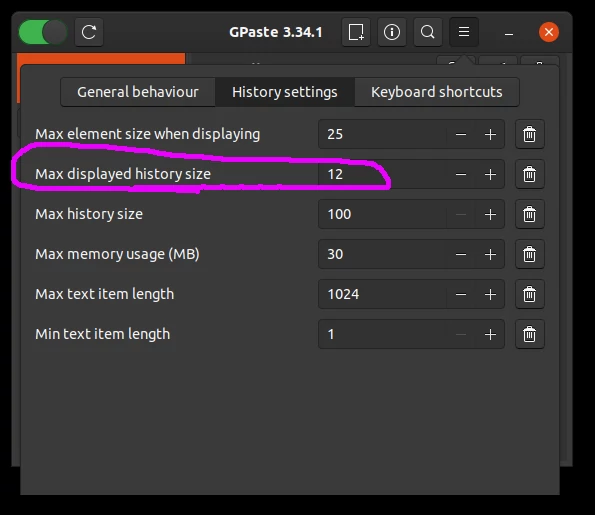 GPaste 3.34.1
General behaviour History settings Keyboard shortcuts
Max element size when displaying 25
Max displayed history size 12
Max history size 100
Max memory usage (MB) 30
Max text item length 1024
Min text item length 1